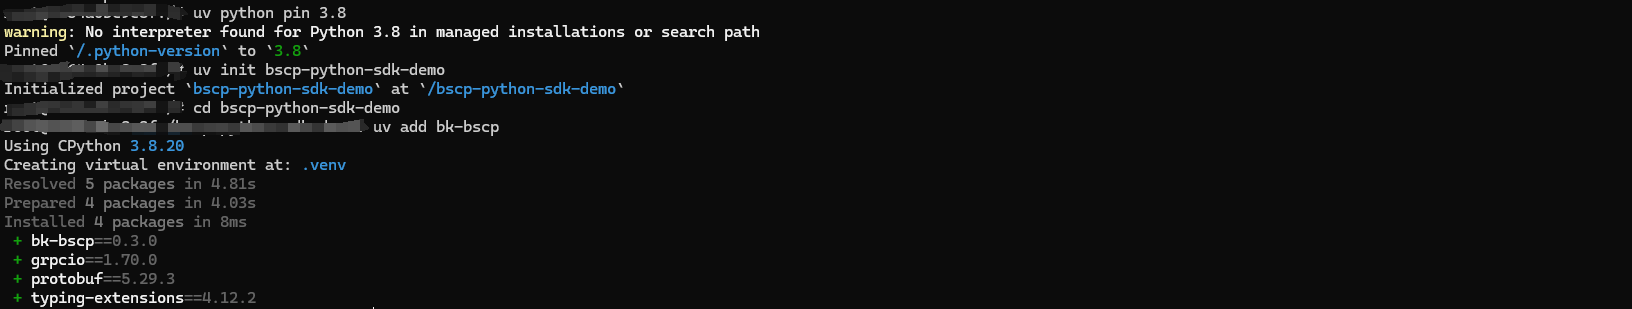 uv python pin 3.8
warning: No interpreter found for Python 3.8 in managed installations or search path
Pinned `/.python-version` to `3.8`
uv init bscp-python-sdk-demo
Initialized project `bscp-python-sdk-demo` at `/bscp-python-sdk-demo`
cd bscp-python-sdk-demo
uv add bk-bscp
Using CPython 3.8.20
Creating virtual environment at: .venv
Resolved 5 packages in 4.81s
Prepared 4 packages in 4.03s
Installed 4 packages in 8ms
+ bk-bscp==0.3.0
+ grpcio==1.70.0
+ protobuf==5.29.3
+ typing-extensions==4.12.2